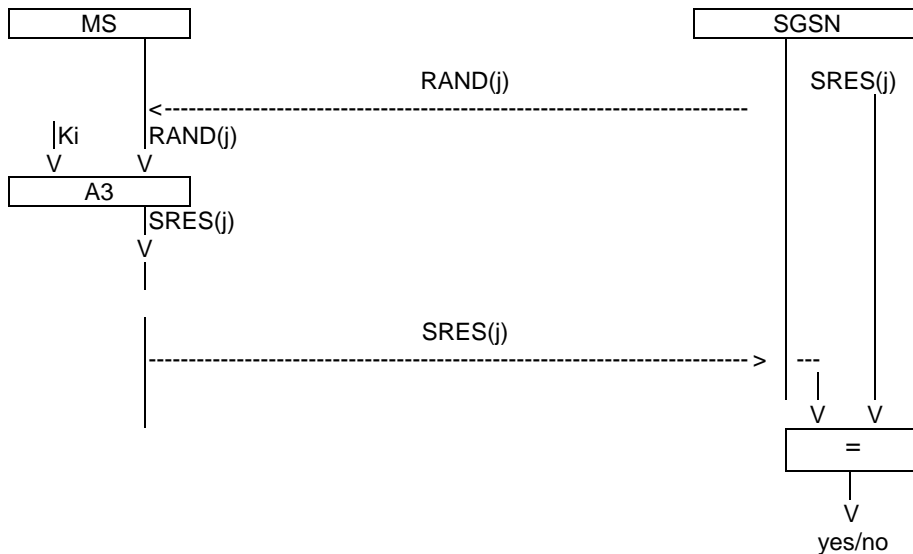 MS SGSN
RAND(j) SRES(j)
<----------------------------------------------------
Ki RAND(j)
V V
A3
SRES(j)
V
SRES(j)
---------------------------------------------------- > ---
V V
=
V
yes/no